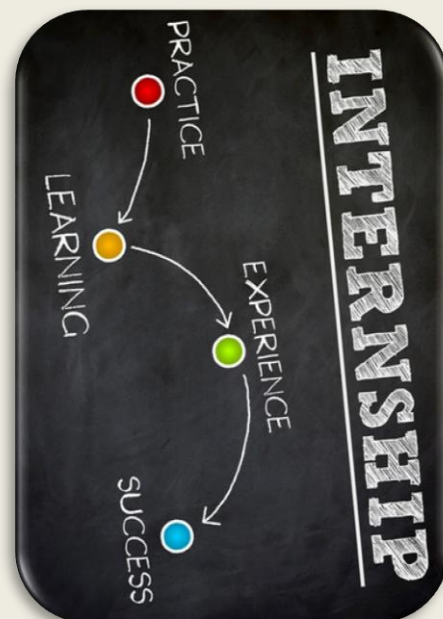 INTERNSHIP
PRACTICE
EXPERIENCE
LEARNING
SUCCESS